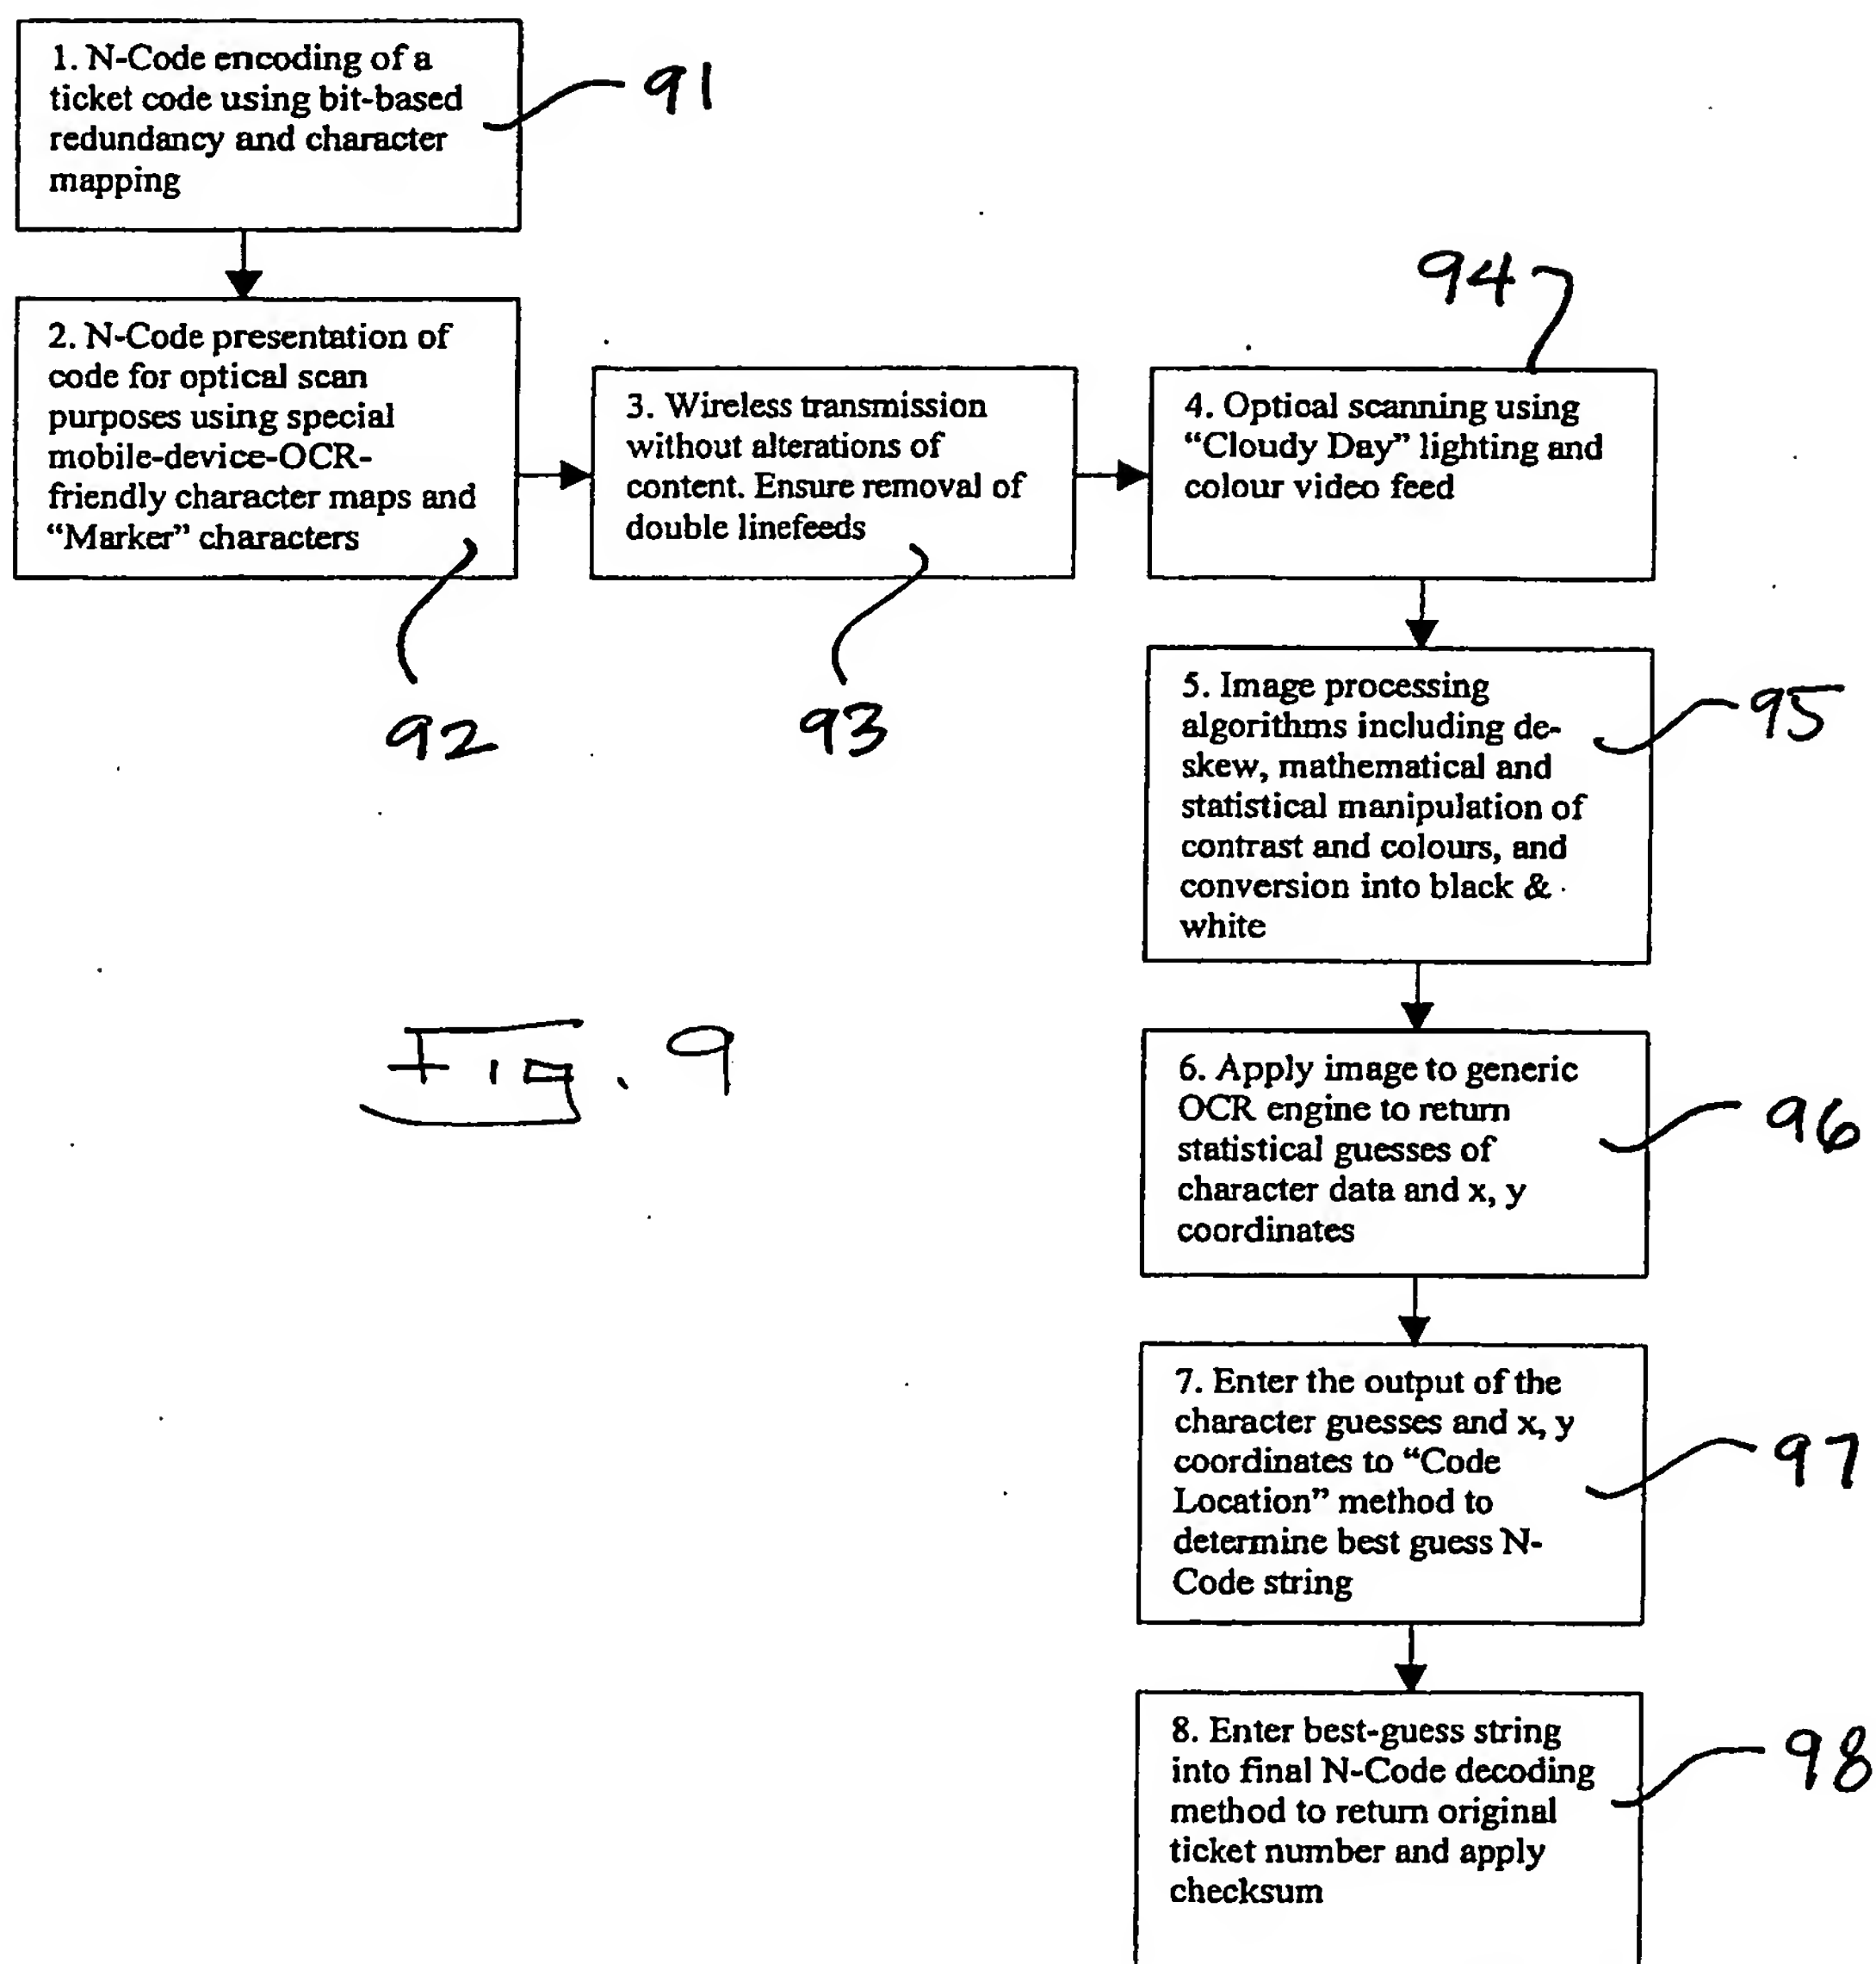 1. N-Code encoding of a
ticket code using bit-based
redundancy and character
mapping
91
2. N-Code presentation of
code for optical scan
purposes using special
mobile-device-OCR-
friendly character maps and
“Marker” characters
92
3. Wireless transmission
without alterations of
content. Ensure removal of
double linefeeds
93
94
4. Optical scanning using
“Cloudy Day” lighting and
colour video feed
5. Image processing
algorithms including de-
skew, mathematical and
statistical manipulation of
contrast and colours, and
conversion into black &
white
95
6. Apply image to generic
OCR engine to return
statistical guesses of
character data and x, y
coordinates
96
7. Enter the output of the
character guesses and x, y
coordinates to “Code
Location” method to
determine best guess N-
Code string
97
8. Enter best-guess string
into final N-Code decoding
method to return original
ticket number and apply
checksum
98
Fig. 9